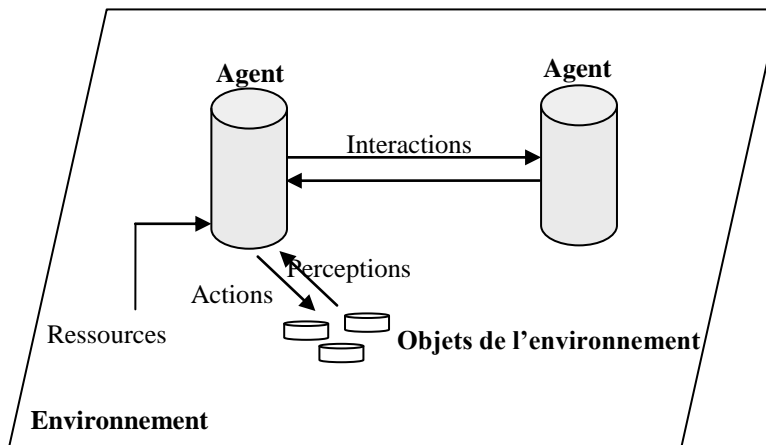 Agent
Agent
Interactions
Perceptions
Actions
Ressources
Objets de l’environnement
Environnement